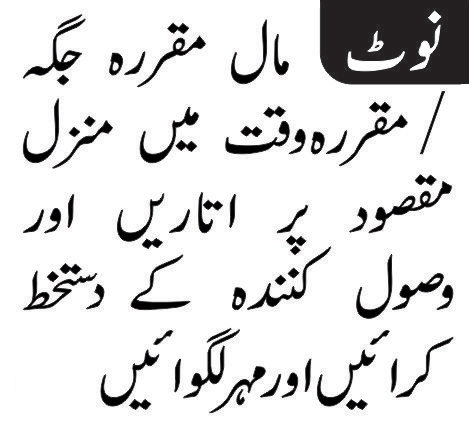 نوٹ مال مقررہ جگہ
/ مقررہ وقت میں منزل
مقصود پر اتاریں اور
وصول کنندہ کے دستخط
کرائیں اور مہر لگوائیں